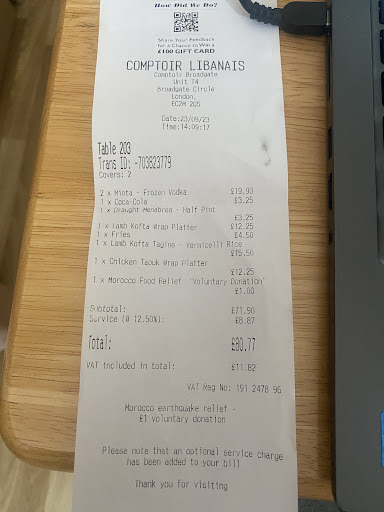 How Did We Do?
Share Your Feedback
for a Chance to Win a
£100 GIFT CARD
COMPTOIR LIBANAIS
Comptoir Broadgate
Unit T4
Broadgate Circle
London,
EC2M 2QS
Date:23/09/23
Time:14:09:17
Table 203
Trans ID: -703823779
Covers: 2
2 x Minta - Frozen Vodka £19.90
1 x Coca-Cola £3.25
1 x Draught Menabrea - Half Pint
£3.25
1 x Lamb Kofta Wrap Platter £12.25
1 x Fries £4.50
1 x Lamb Kofta Tagine - Vermicelli Rice
£15.50
1 x Chicken Taouk Wrap Platter
£12.25
1 x Morocco Food Relief 'Voluntary Donation'
£1.00
Subtotal: £71.90
Service (@ 12.50%): £8.87
Total: £80.77
VAT Included in total: £11.82
VAT Reg No: 191 2478 96
Morocco earthquake relief -
£1 voluntary donation
Please note that an optional service charge
has been added to your bill
Thank you for visiting